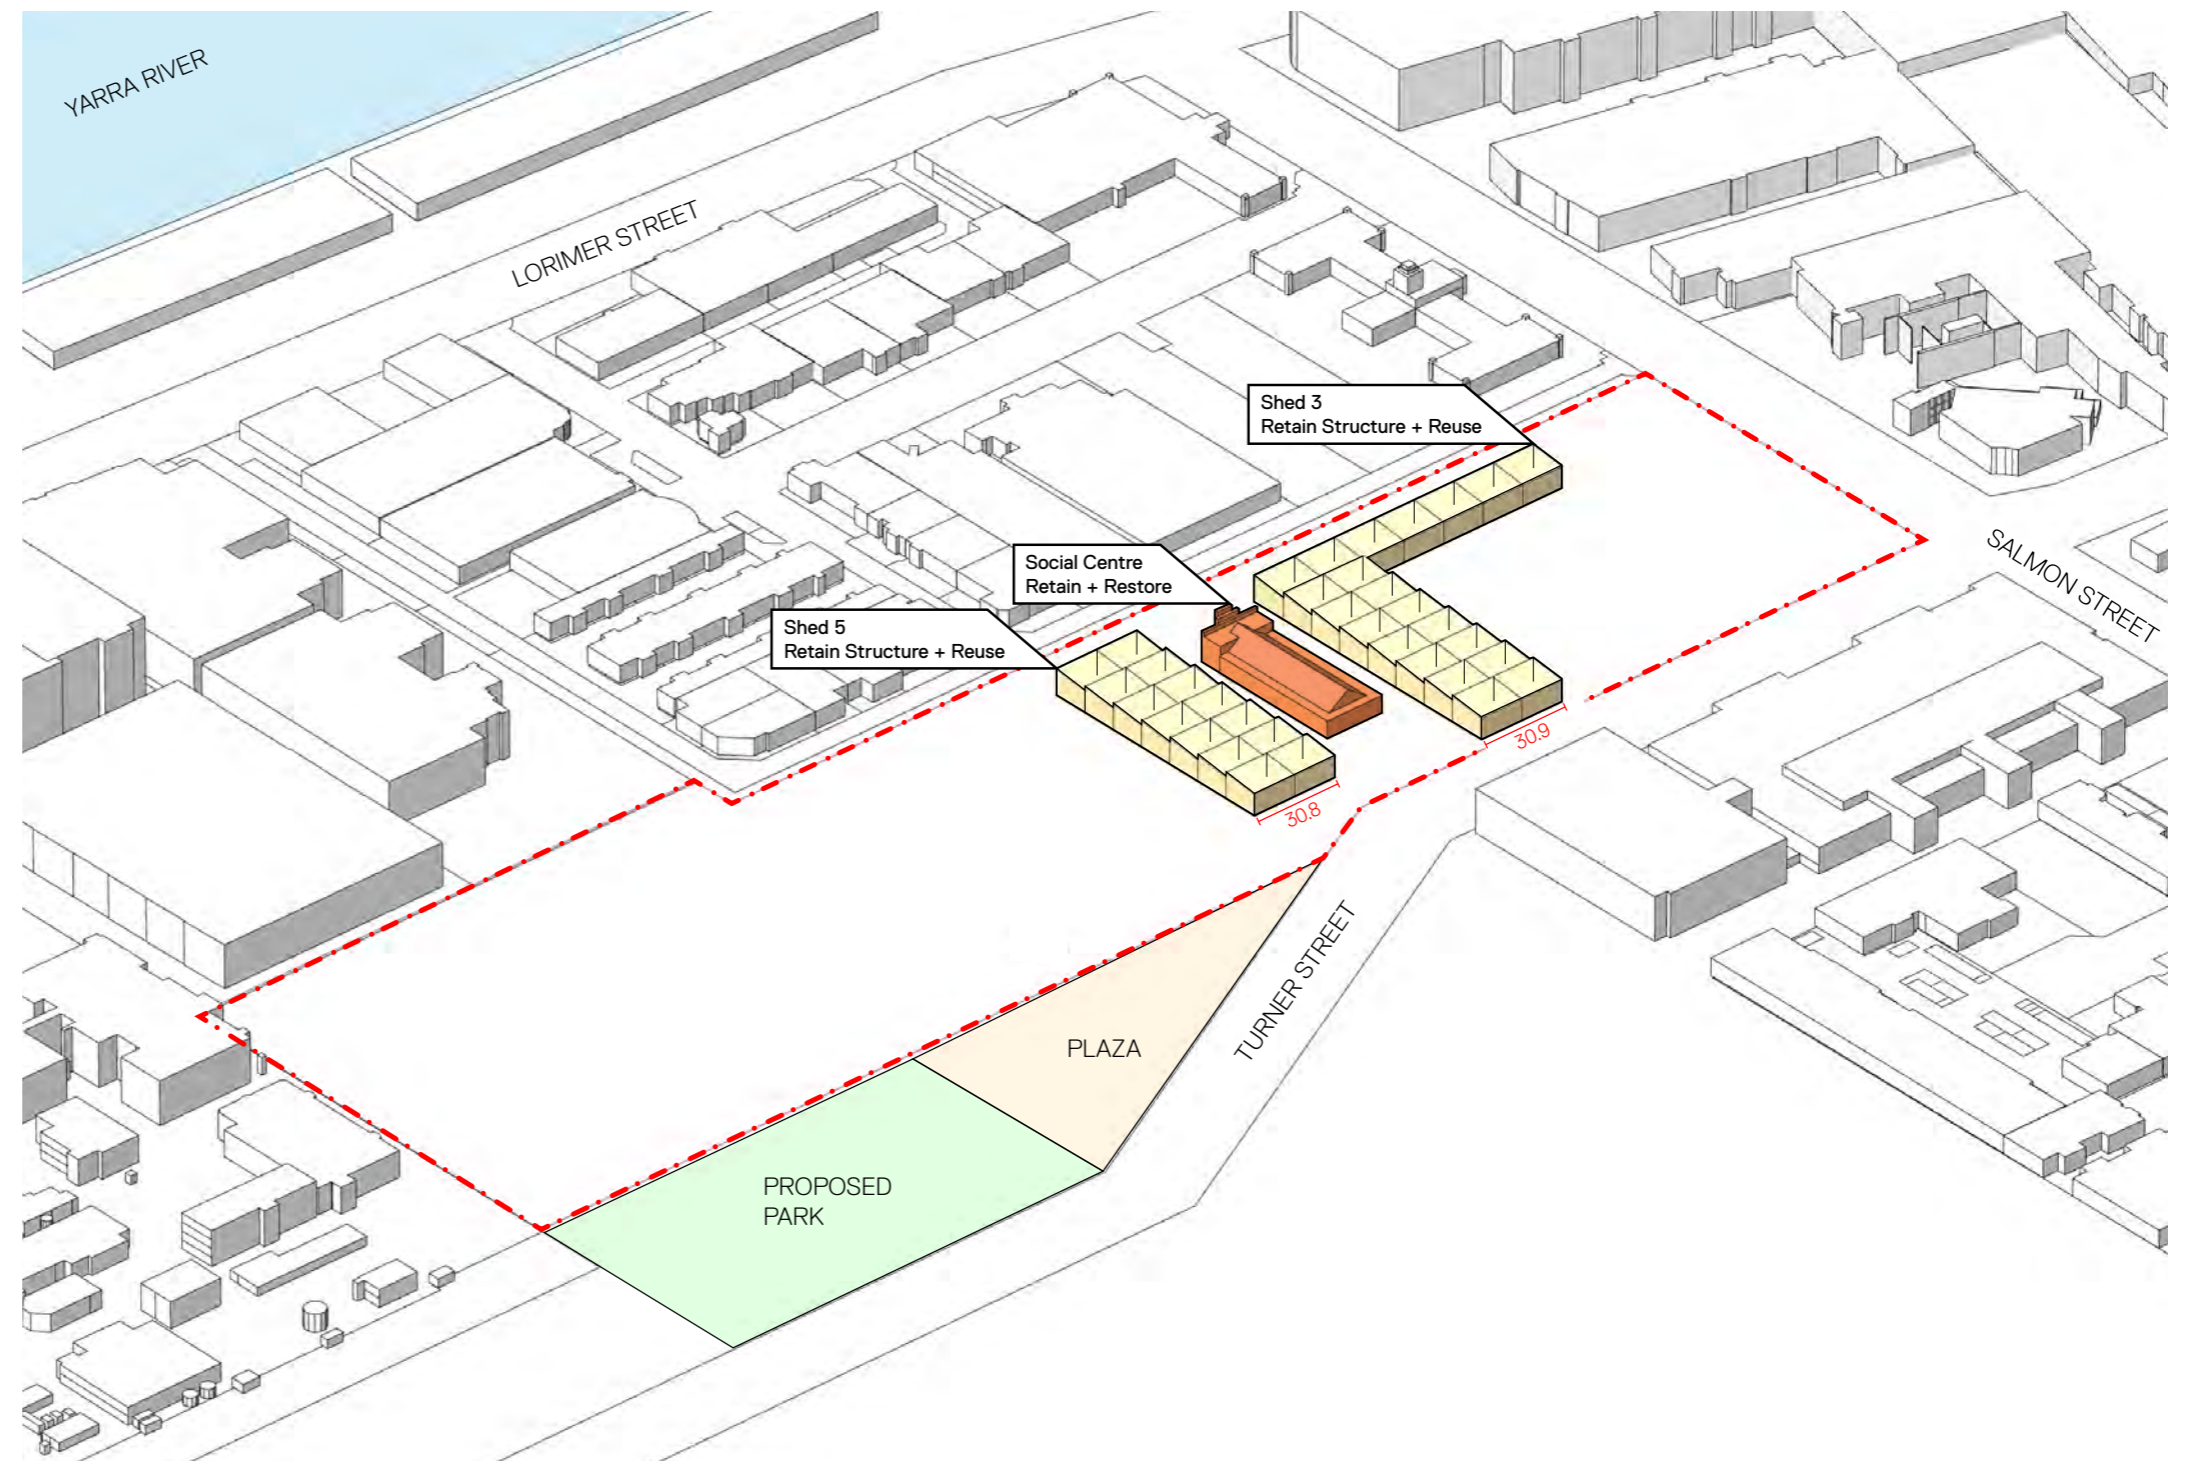 YARRA RIVER
LORIMER STREET
Shed 3
Retain Structure + Reuse
Social Centre
Retain + Restore
Shed 5
Retain Structure + Reuse
SALMON STREET
30.9
30.8
TURNER STREET
PLAZA
PROPOSED
PARK